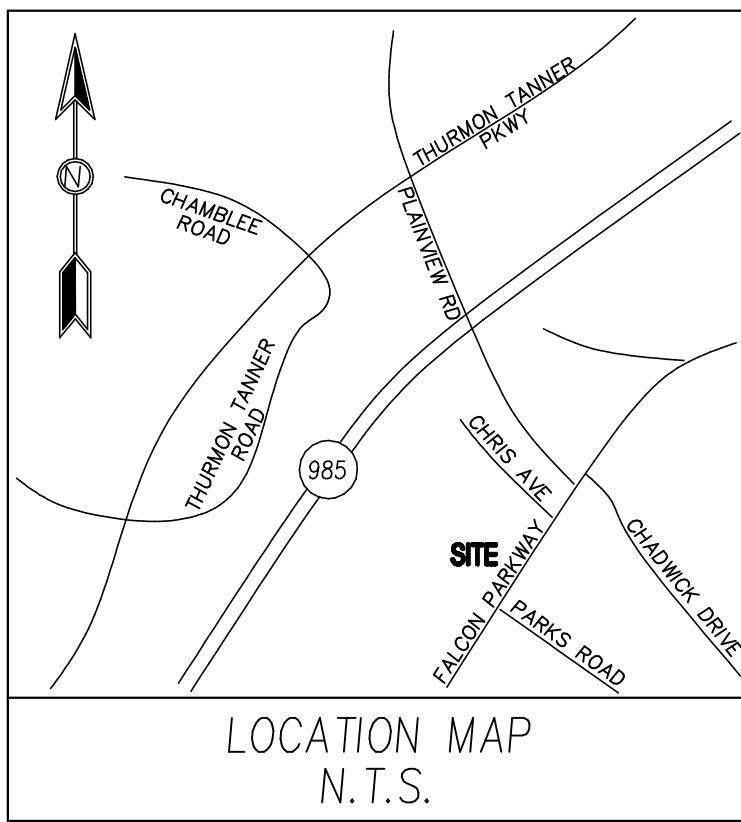 THURMON TANNER
PKWY
N
CHAMBLEE
ROAD
PLAINVIEW RD
THURMON TANNER
ROAD
985
CHRIS AVE
SITE
FALCON PARKWAY
CHADWICK DRIVE
PARKS ROAD
LOCATION MAP
N.T.S.